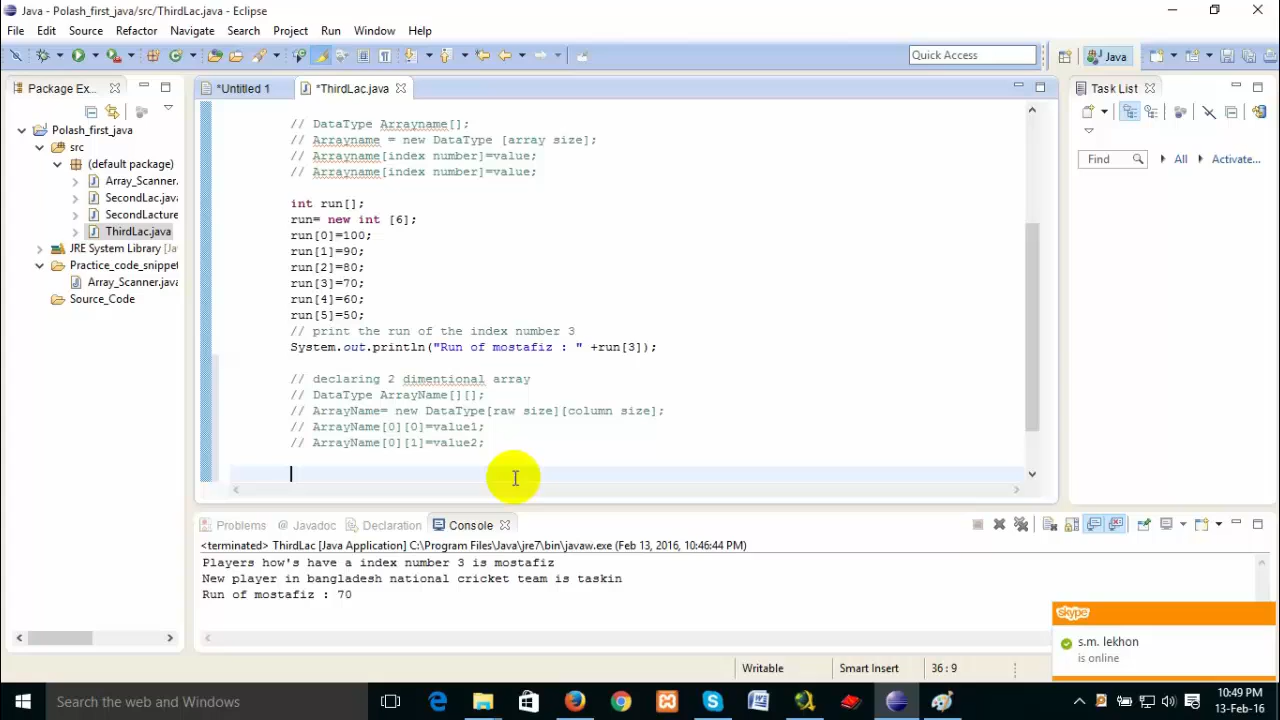 Java - Polash_first_java/src/ThirdLac.java - Eclipse
File Edit Source Refactor Navigate Search Project Run Window Help
Quick Access
Java
Package Ex...
*Untitled 1
*ThirdLac.java
Task List
Polash_first_java
src
(default package)
Array_Scanner.
SecondLac.java
SecondLacture
ThirdLac.java
JRE System Library
Practice_code_snippet
Array_Scanner.java
Source_Code
// DataType Arrayname[];
// Arrayname = new DataType [array size];
// Arrayname[index number]=value;
// Arrayname[index number]=value;
int run[];
run= new int [6];
run[0]=100;
run[1]=90;
run[2]=80;
run[3]=70;
run[4]=60;
run[5]=50;
// print the run of the index number 3
System.out.println("Run of mostafiz : " +run[3]);
// declaring 2 dimentional array
// DataType ArrayName[][];
// ArrayName= new DataType[raw size][column size];
// ArrayName[0][0]=value1;
// ArrayName[0][1]=value2;
Find
All
Activate...
Problems @ Javadoc Declaration Console
<terminated> ThirdLac [Java Application] C:\Program Files\Java\jre7\bin\javaw.exe (Feb 13, 2016, 10:46:44 PM)
Players how's have a index number 3 is mostafiz
New player in bangladesh national cricket team is taskin
Run of mostafiz : 70
skype
s.m. lekhon
is online
Writable
Smart Insert
36 : 9
Search the web and Windows
10:49 PM
13-Feb-16